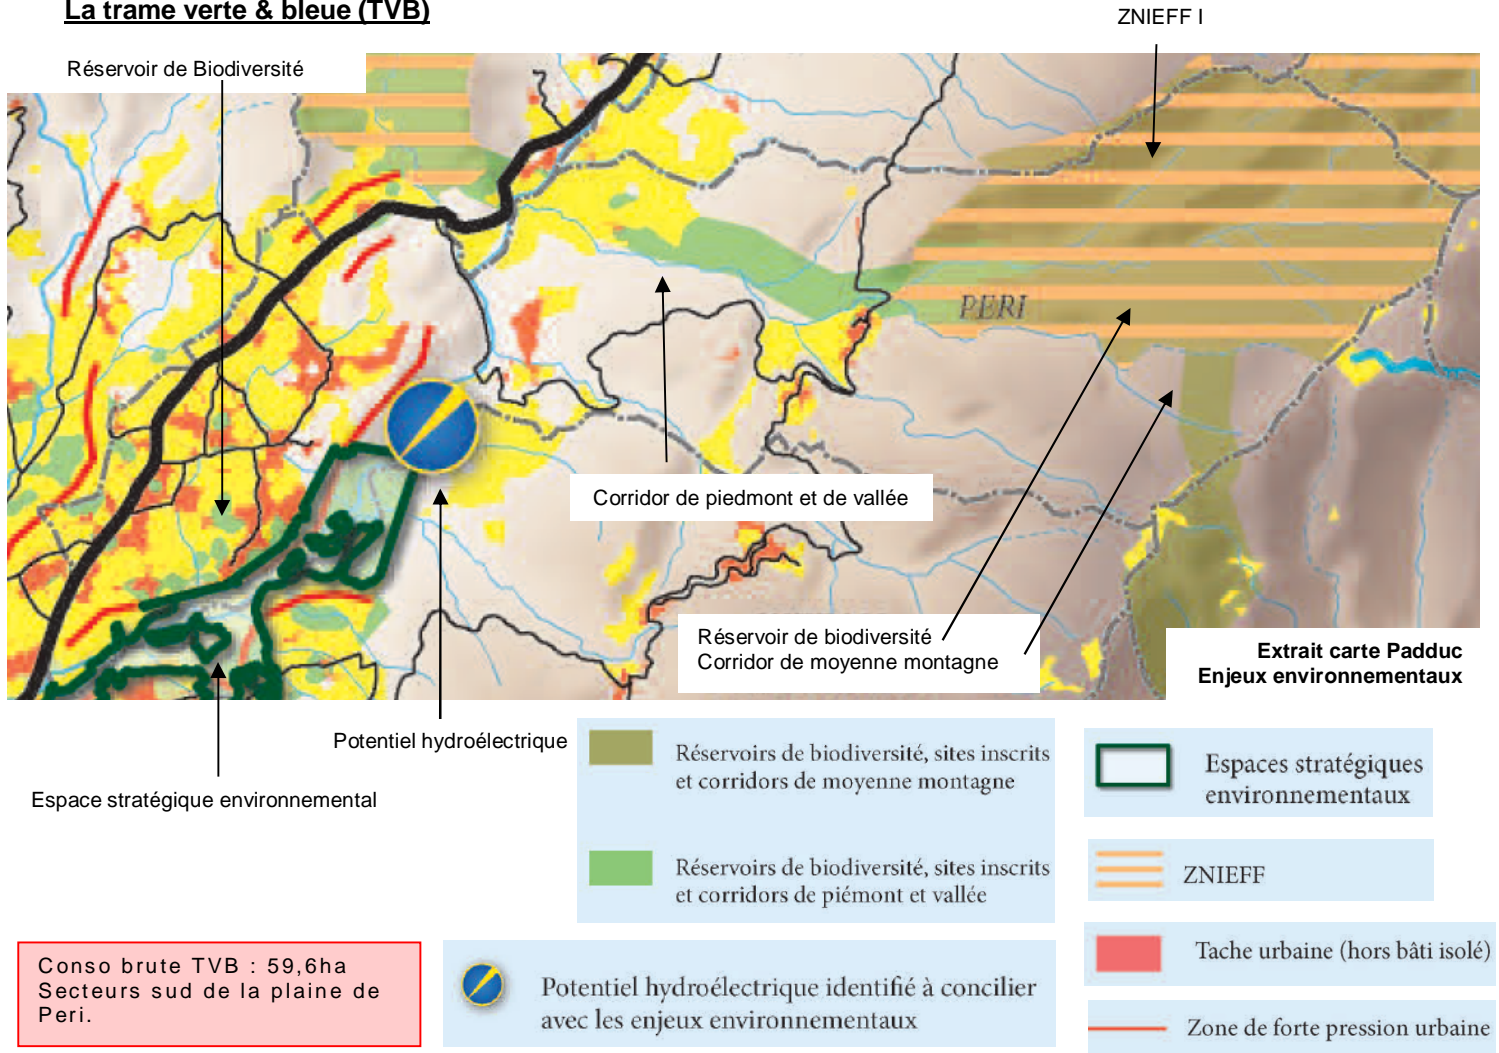 La trame verte & bleue (TVB)
ZNIEFF I
Réservoir de Biodiversité
PERI
Corridor de piedmont et de vallée
Réservoir de biodiversité
Corridor de moyenne montagne
Extrait carte Padduc
Enjeux environnementaux
Potentiel hydroélectrique
Espace stratégique environnemental
Réservoirs de biodiversité, sites inscrits
et corridors de moyenne montagne
Réservoirs de biodiversité, sites inscrits
et corridors de piémont et vallée
Espaces stratégiques
environnementaux
ZNIEFF
Tache urbaine (hors bâti isolé)
Zone de forte pression urbaine
Conso brute TVB : 59,6ha
Secteurs sud de la plaine de
Peri.
Potentiel hydroélectrique identifié à concilier
avec les enjeux environnementaux